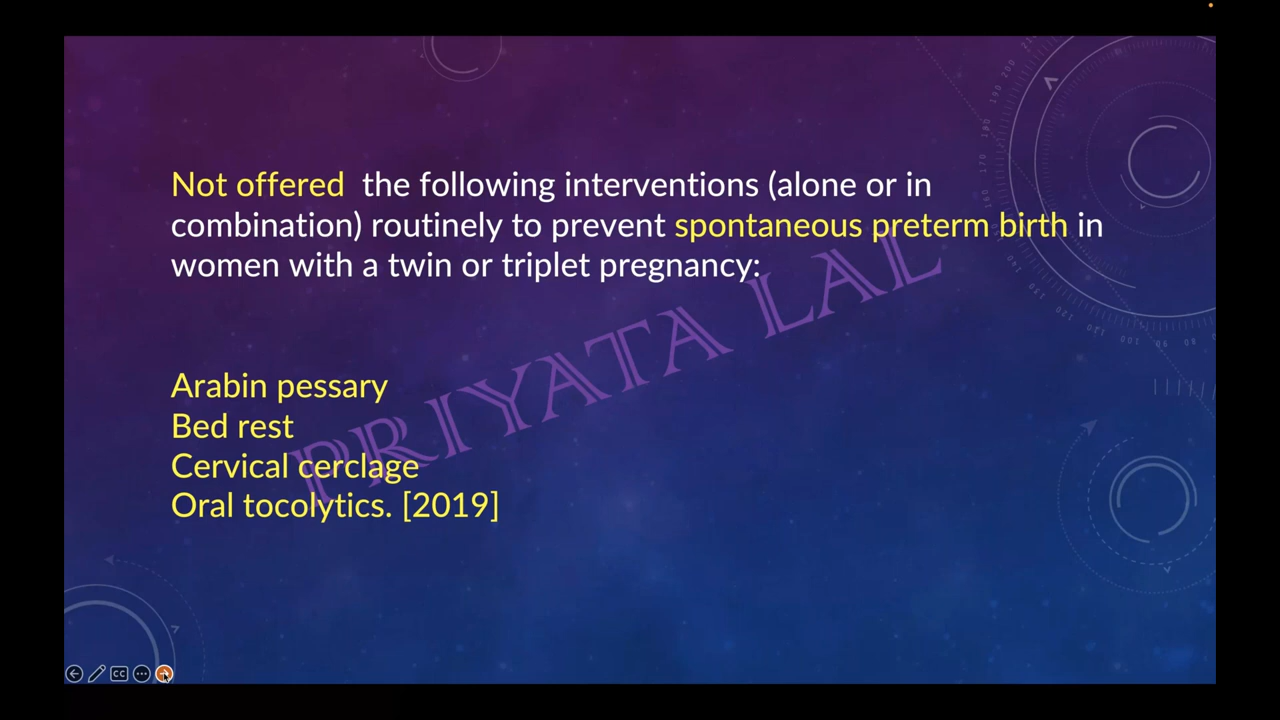 Not offered  the following interventions (alone or in
combination) routinely to prevent spontaneous preterm birth in
women with a twin or triplet pregnancy:
Arabin pessary
Bed rest
Cervical cerclage
Oral tocolytics. [2019]
PRIYATA LAL
CC